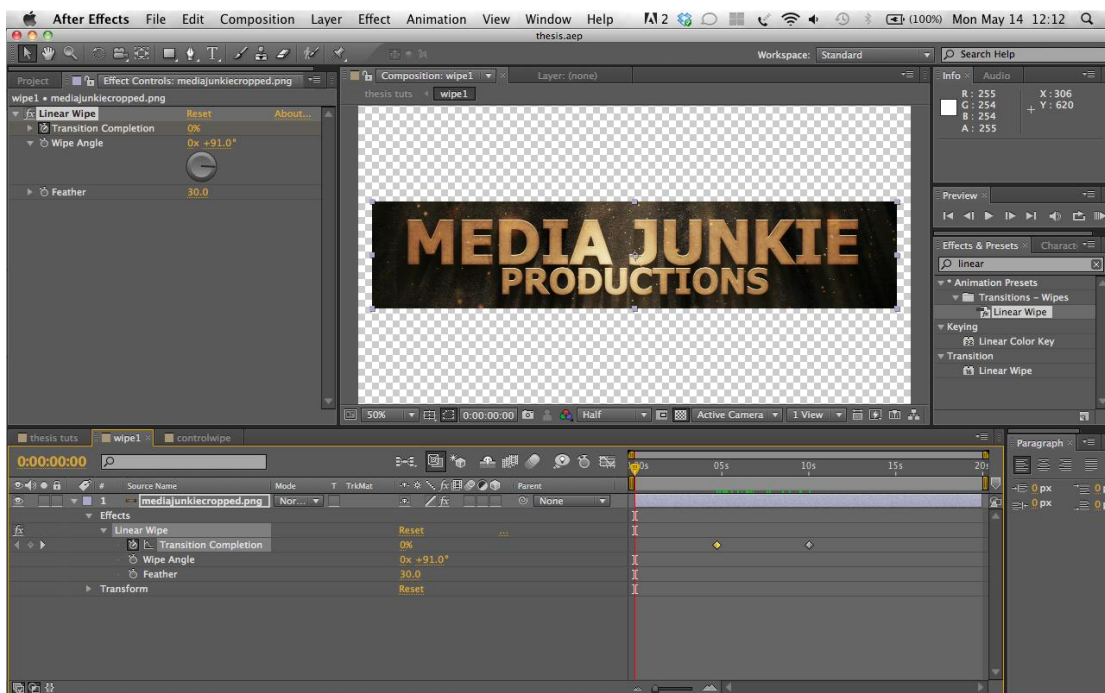 After Effects File Edit Composition Layer Effect Animation View Window Help 2 (100%) Mon May 14 12:12
thesis.aep
Workspace: Standard Search Help
Project Effect Controls: mediajunkiecropped.png
wipe1 • mediajunkiecropped.png
fx Linear Wipe Reset About...
Transition Completion 0%
Wipe Angle 0x +91.0°
Feather 30.0
Composition: wipe1 Layer: (none)
thesis tuts wipe1
MEDIA JUNKIE
PRODUCTIONS
50% 0:00:00:00 Half Active Camera 1 View
Info Audio
R : 255 X : 306
G : 254 Y : 620
B : 254
A : 255
Preview
Effects & Presets Charact
linear
* Animation Presets
Transitions – Wipes
Linear Wipe
Keying
Linear Color Key
Transition
Linear Wipe
thesis tuts wipe1 controlwipe
0:00:00:00
05s 10s 15s
# Source Name Mode T TrkMat Parent
1 mediajunkiecropped.png Nor... None
Effects
fx Linear Wipe Reset ...
Transition Completion 0%
Wipe Angle 0x +91.0°
Feather 30.0
Transform Reset
Paragraph
0 px
0 px